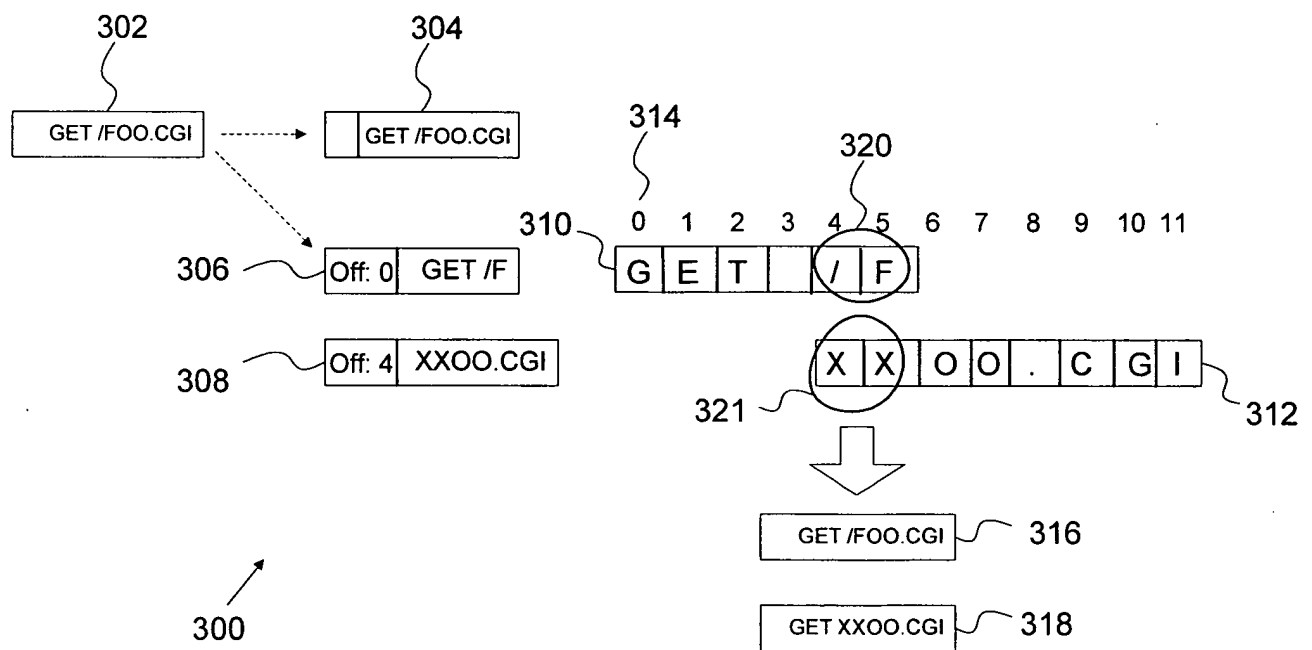 302
304
GET /FOO.CGI
GET /FOO.CGI
314
320
310
0 1 2 3 4 5 6 7 8 9 10 11
306
Off: 0 GET /F
G E T / F
308
Off: 4 XXOO.CGI
X X O O . C G I
321
312
GET /FOO.CGI
316
GET XXOO.CGI
318
300